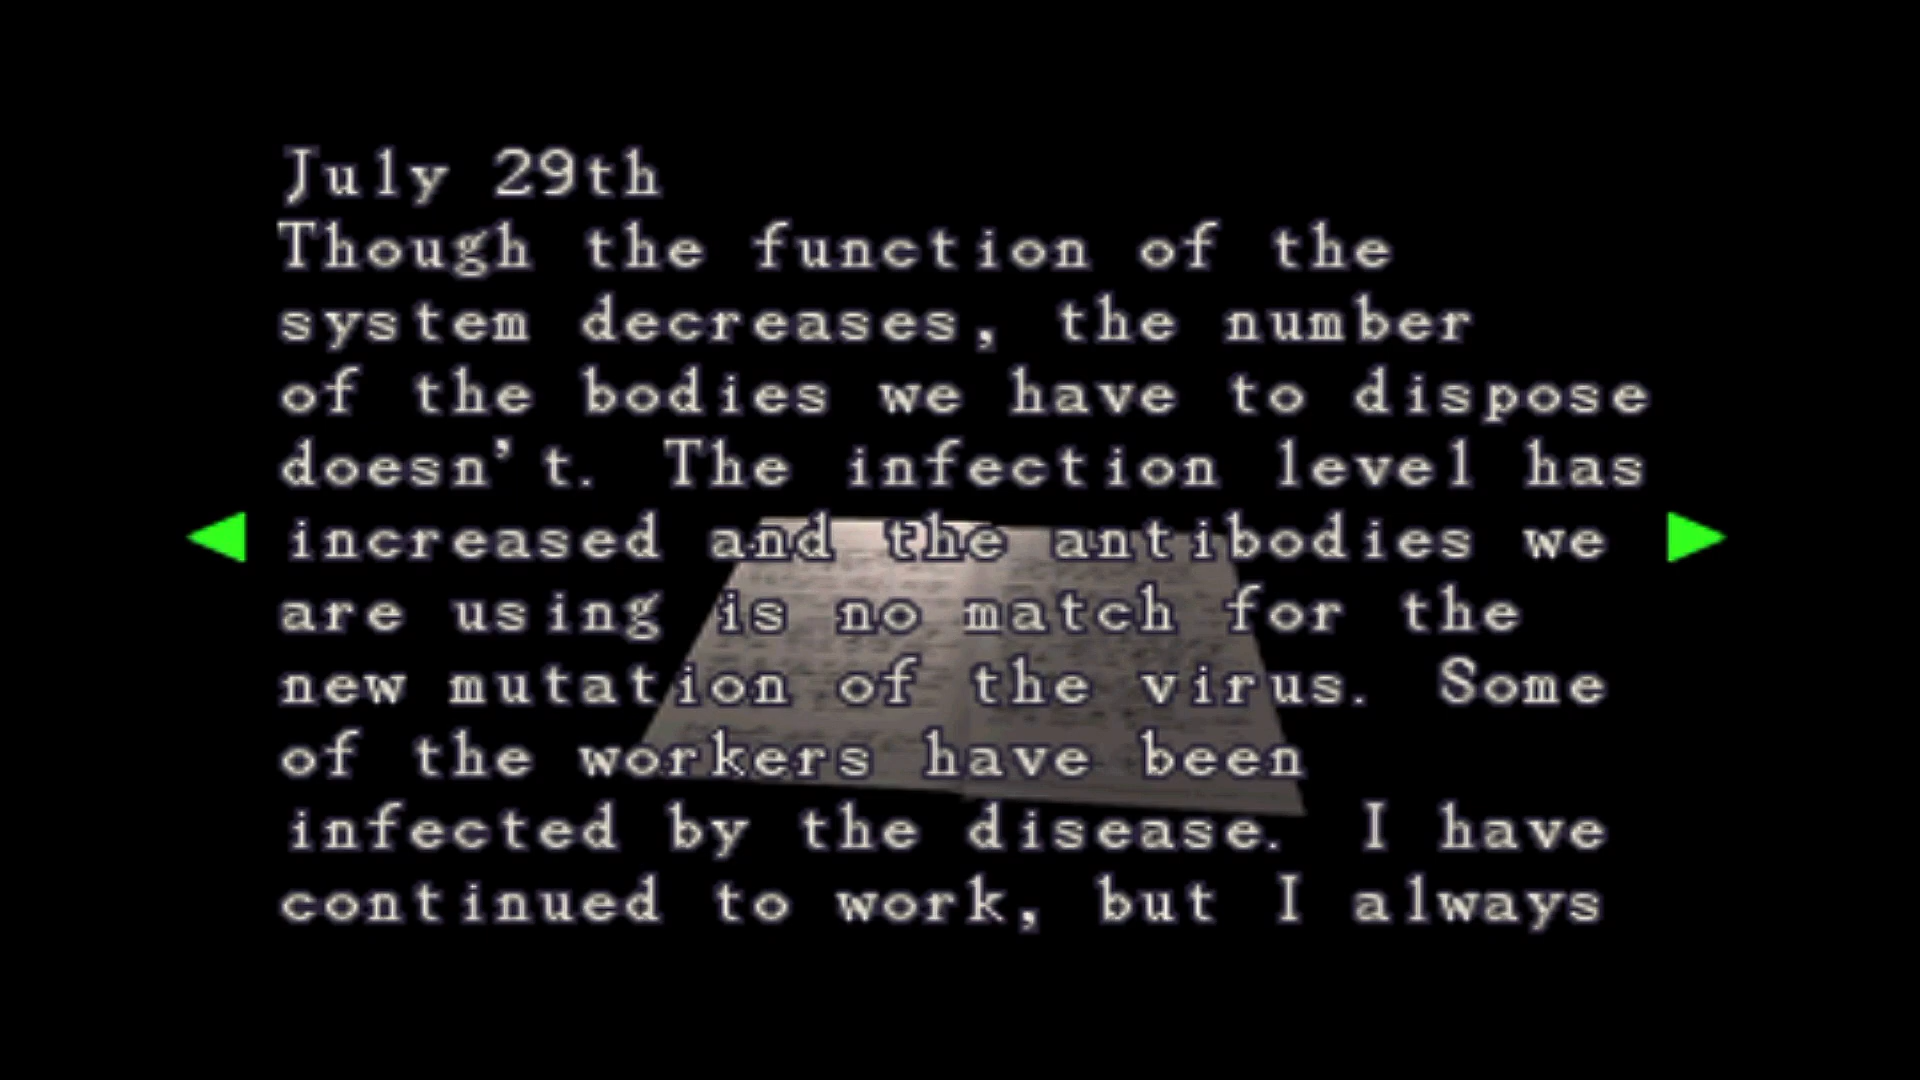 July 29th
Though the function of the
system decreases, the number
of the bodies we have to dispose
doesn't. The infection level has
increased and the antibodies we
are using is no match for the
new mutation of the virus. Some
of the workers have been
infected by the disease. I have
continued to work, but I always